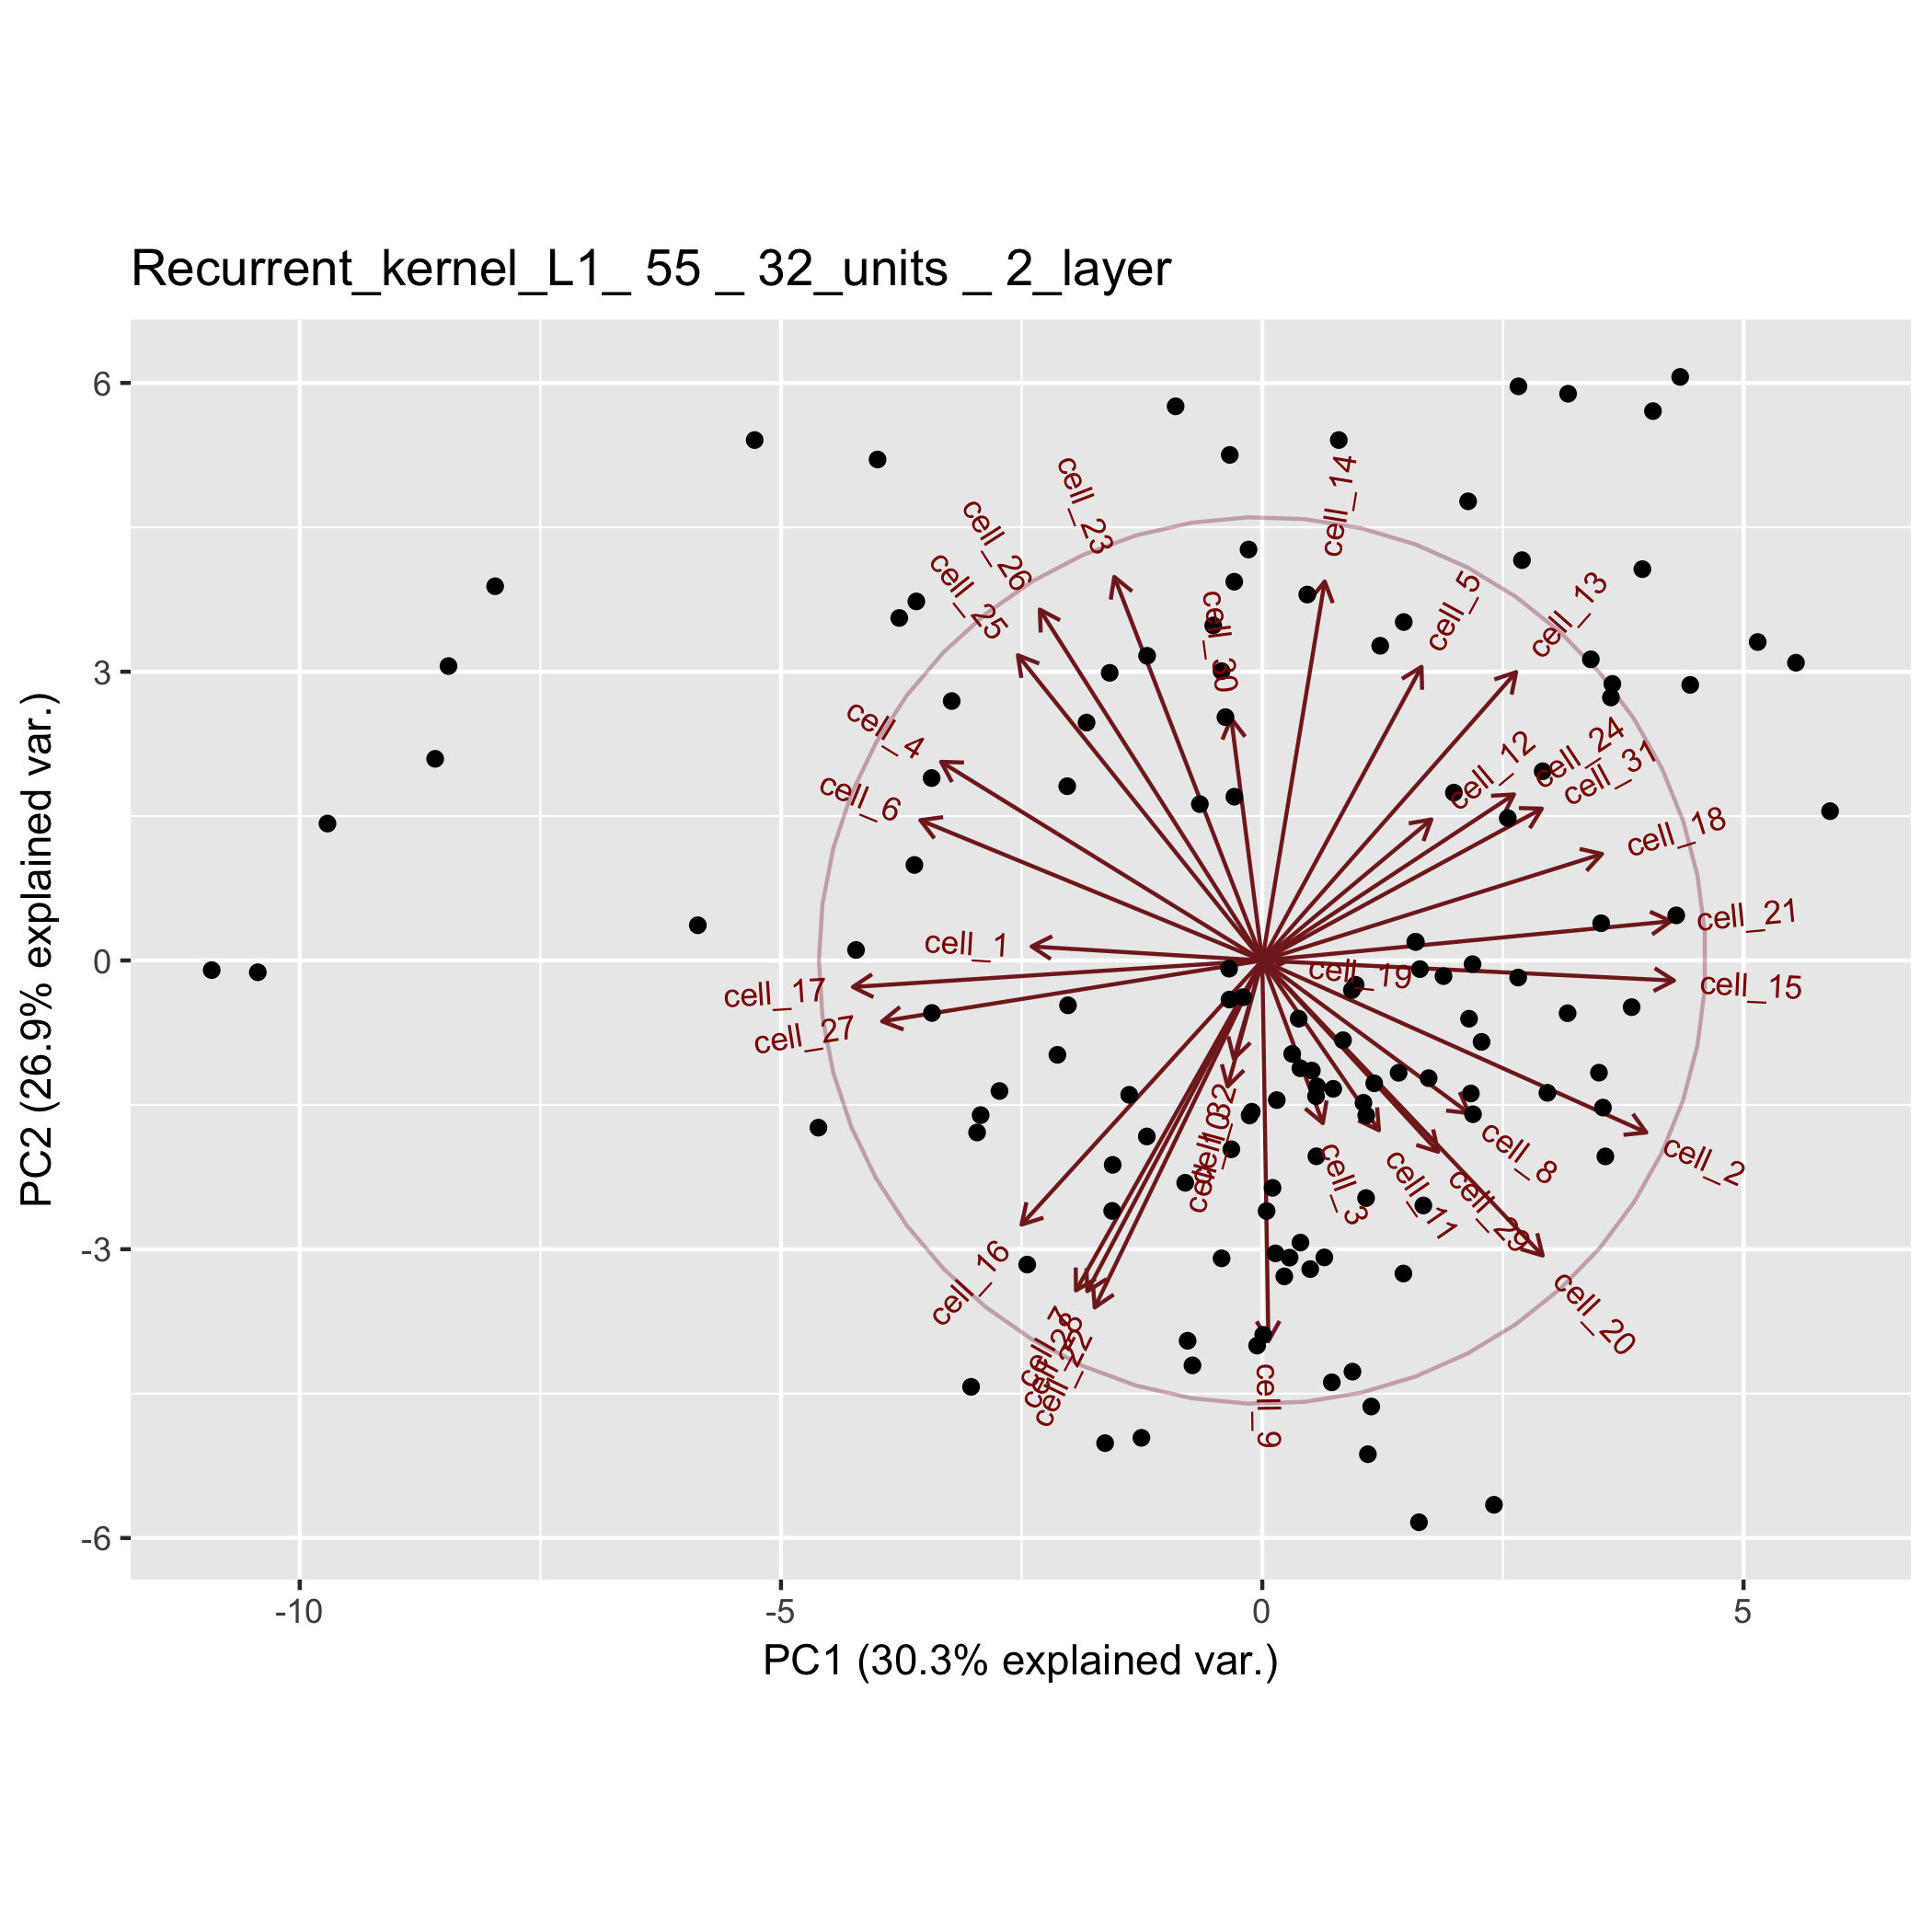 Recurrent_kernel_L1_ 55 _ 32_units _ 2_layer
PC2 (26.9% explained var.)
6
3
0
-3
-6
cell_23
cell_26
cell_25
cell_14
cell_30
cell_5
cell_13
cell_4
cell_6
cell_12
cell_24
cell_31
cell_18
cell_1
cell_21
cell_17
cell_19
cell_15
cell_27
cell_8
cell_2
cell_3
cell_11
cell_29
cell_16
cell_20
cell_9
-10
-5
0
5
PC1 (30.3% explained var.)